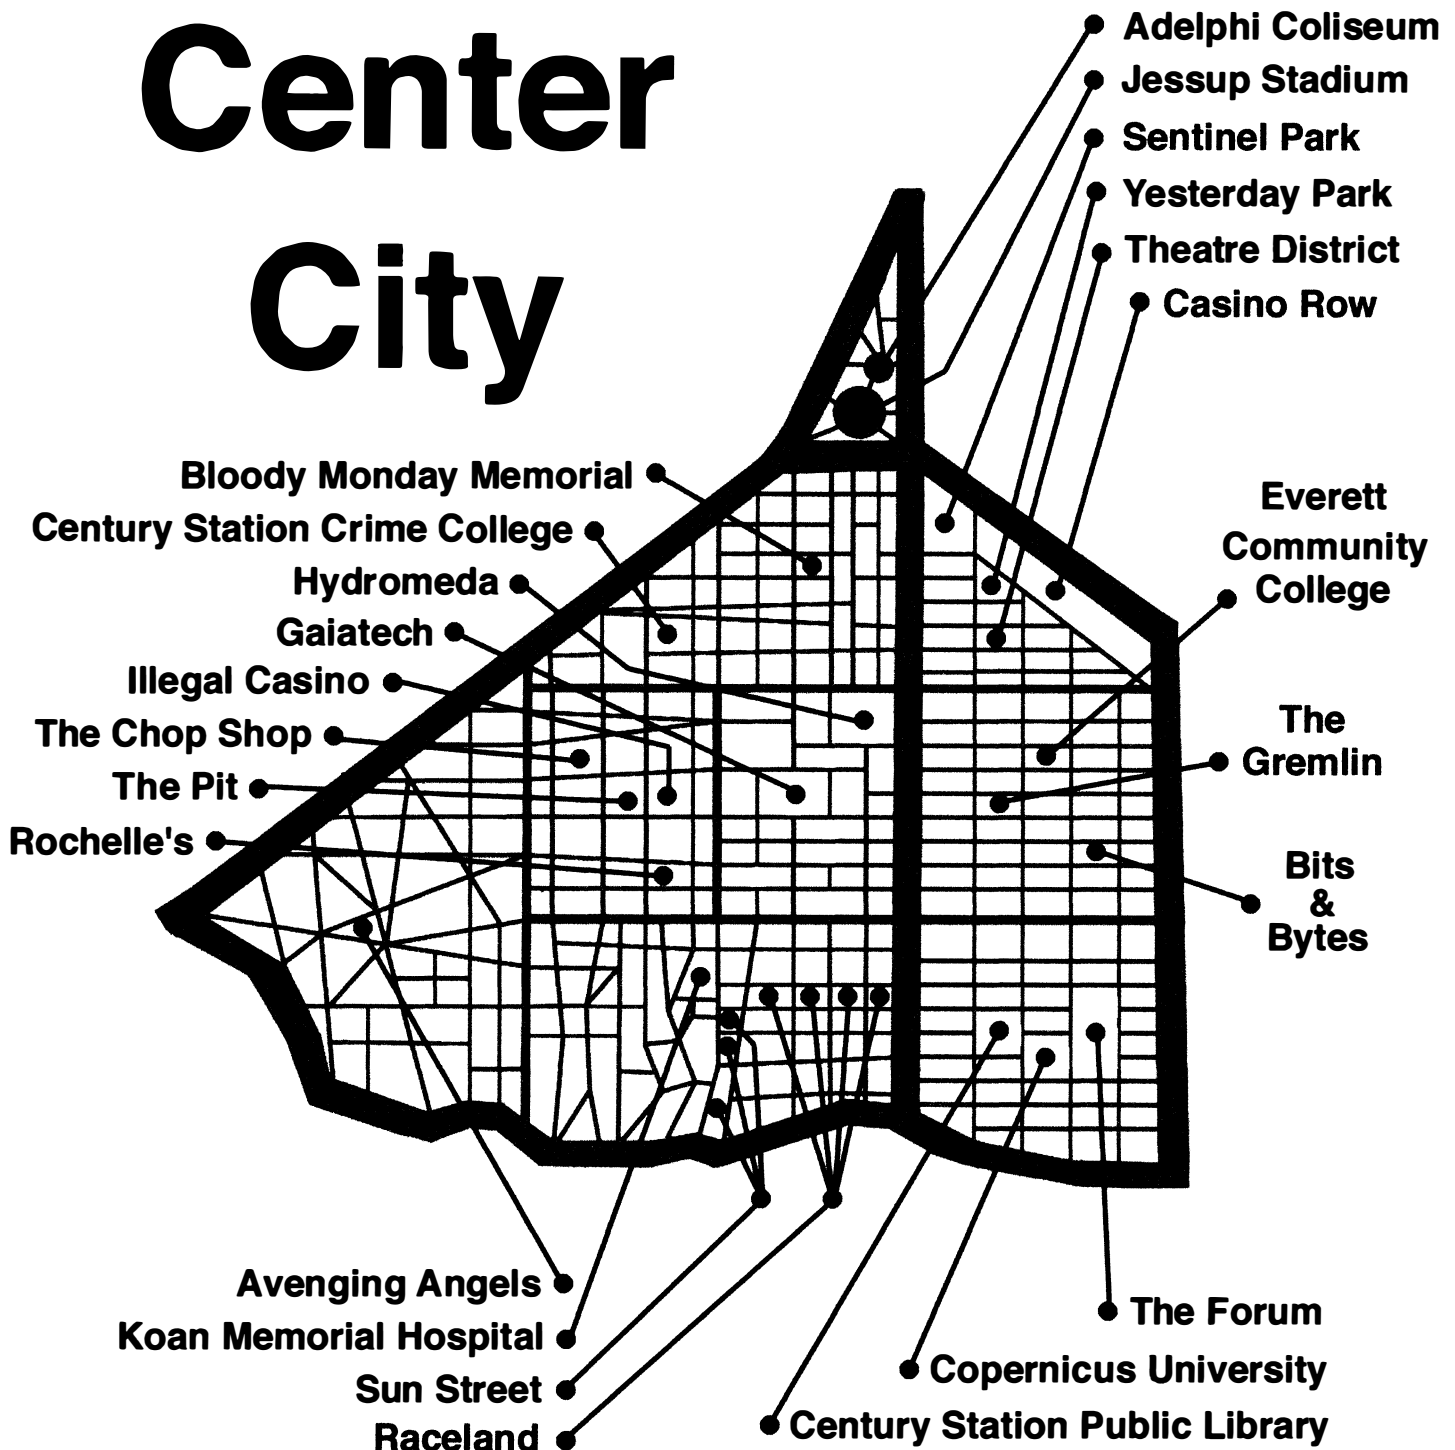 Center
City
Adelphi Coliseum
Jessup Stadium
Sentinel Park
Yesterday Park
Theatre District
Casino Row
Bloody Monday Memorial
Century Station Crime College
Hydromeda
Gaiatech
Illegal Casino
The Chop Shop
The Pit
Rochelle's
Everett
Community
College
The
Gremlin
Bits
&
Bytes
Avenging Angels
Koan Memorial Hospital
Sun Street
Raceland
The Forum
Copernicus University
Century Station Public Library